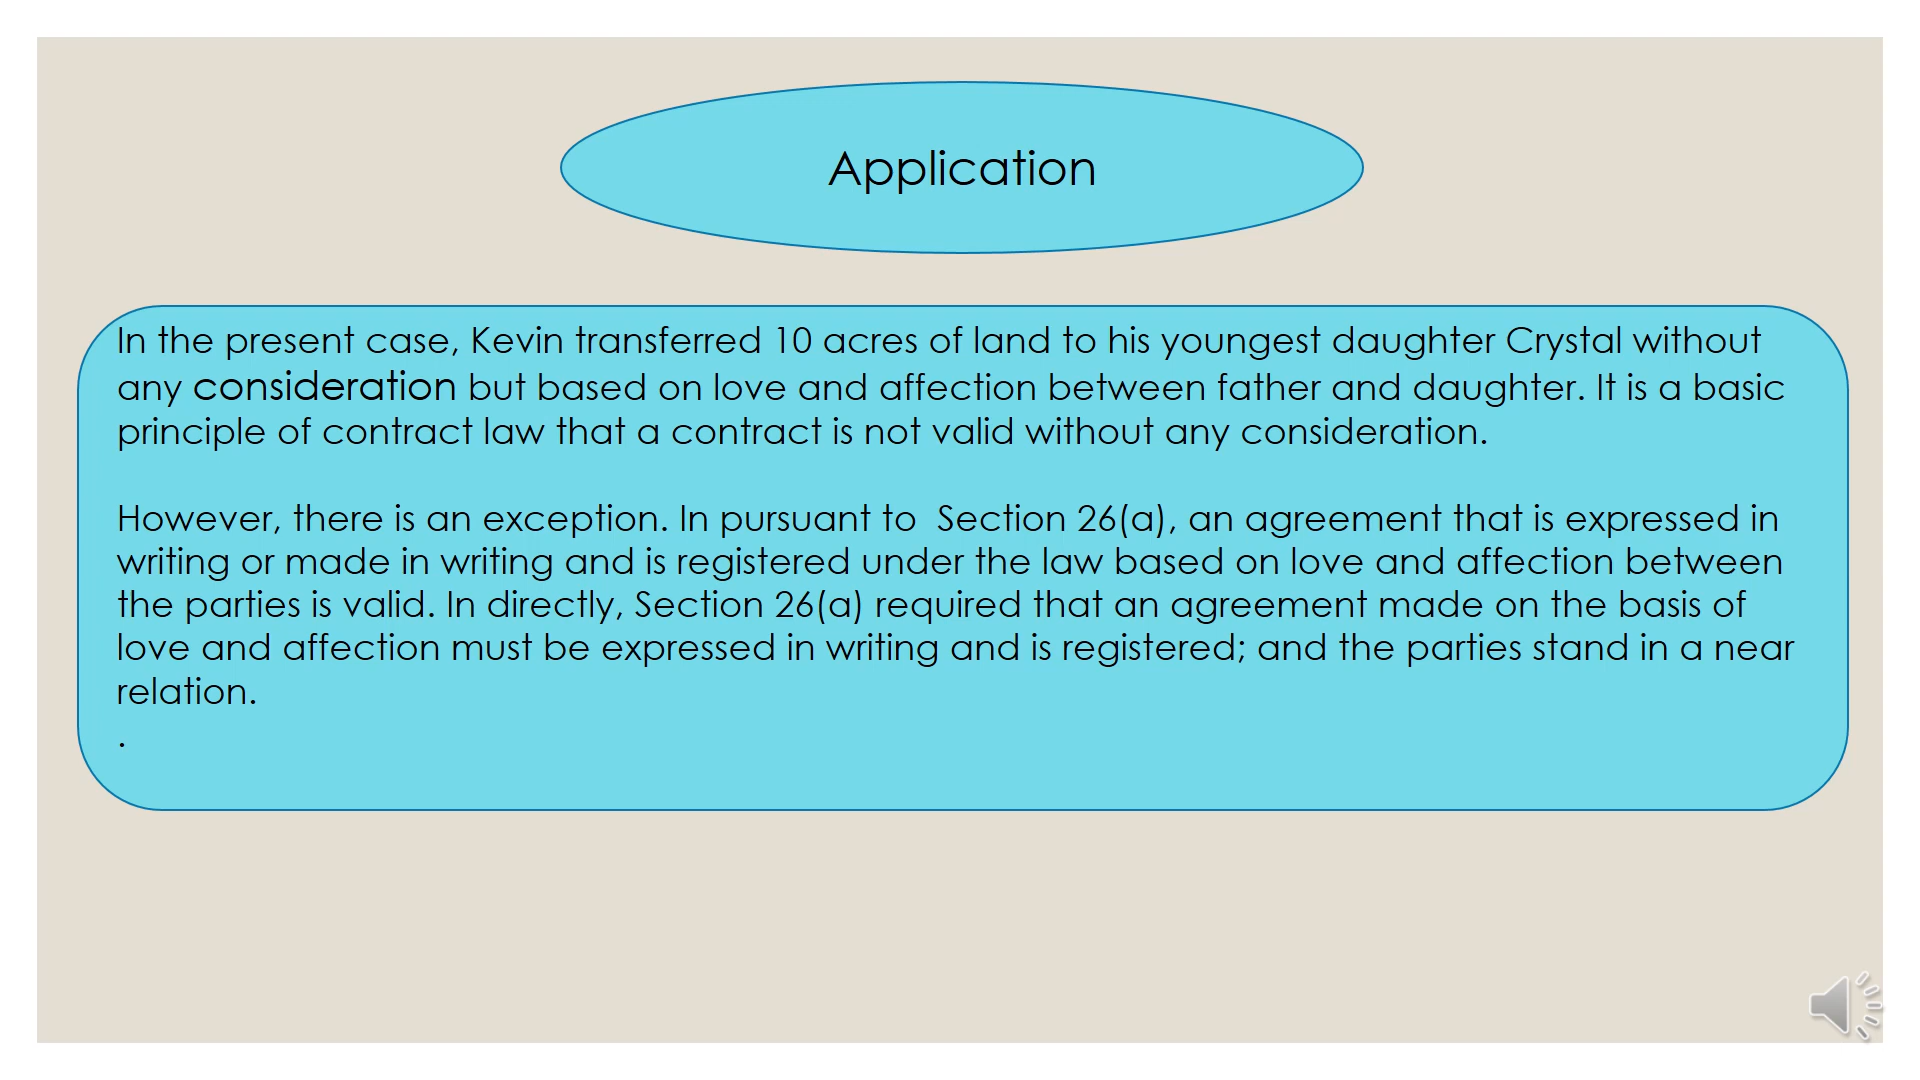 Application
In the present case, Kevin transferred 10 acres of land to his youngest daughter Crystal without
any consideration but based on love and affection between father and daughter. It is a basic
principle of contract law that a contract is not valid without any consideration.
However, there is an exception. In pursuant to  Section 26(a), an agreement that is expressed in
writing or made in writing and is registered under the law based on love and affection between
the parties is valid. In directly, Section 26(a) required that an agreement made on the basis of
love and affection must be expressed in writing and is registered; and the parties stand in a near
relation.
.